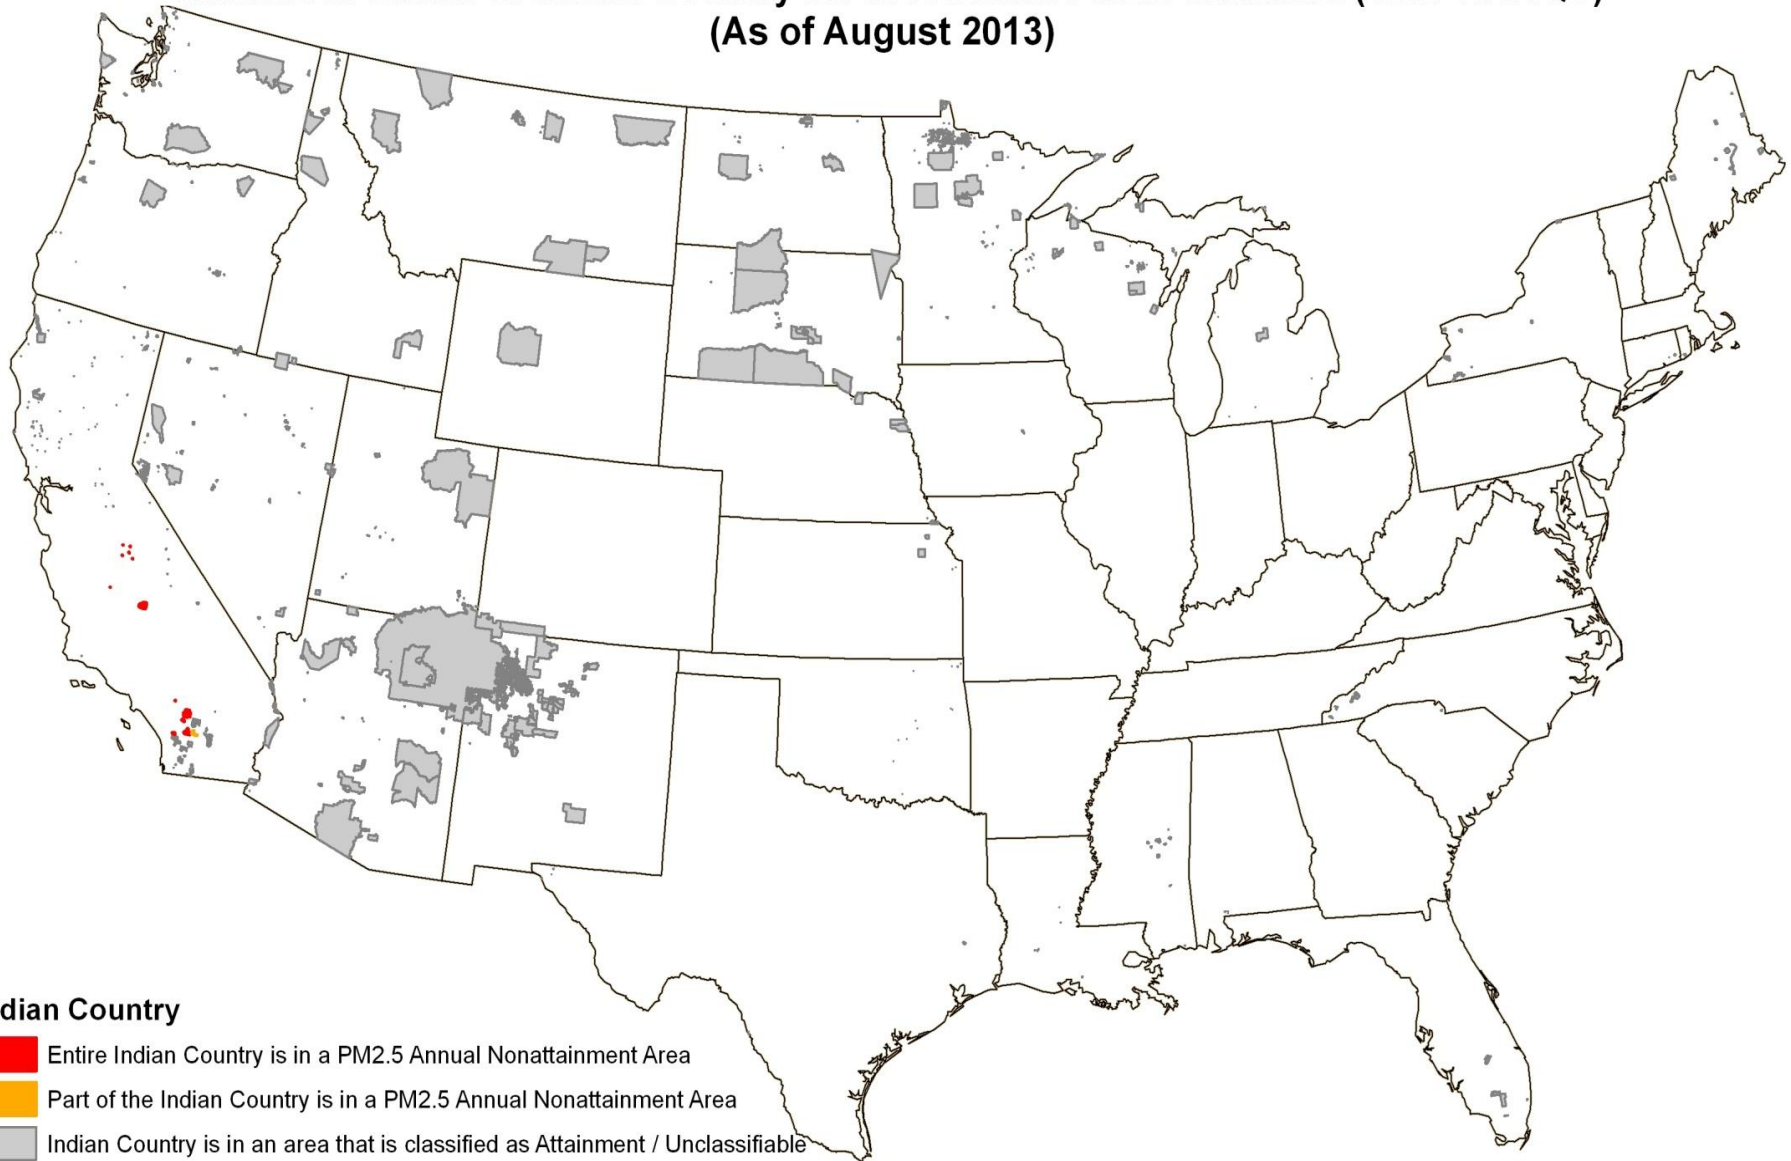 (As of August 2013)
dian Country
Entire Indian Country is in a PM2.5 Annual Nonattainment Area
Part of the Indian Country is in a PM2.5 Annual Nonattainment Area
Indian Country is in an area that is classified as Attainment / Unclassifiable